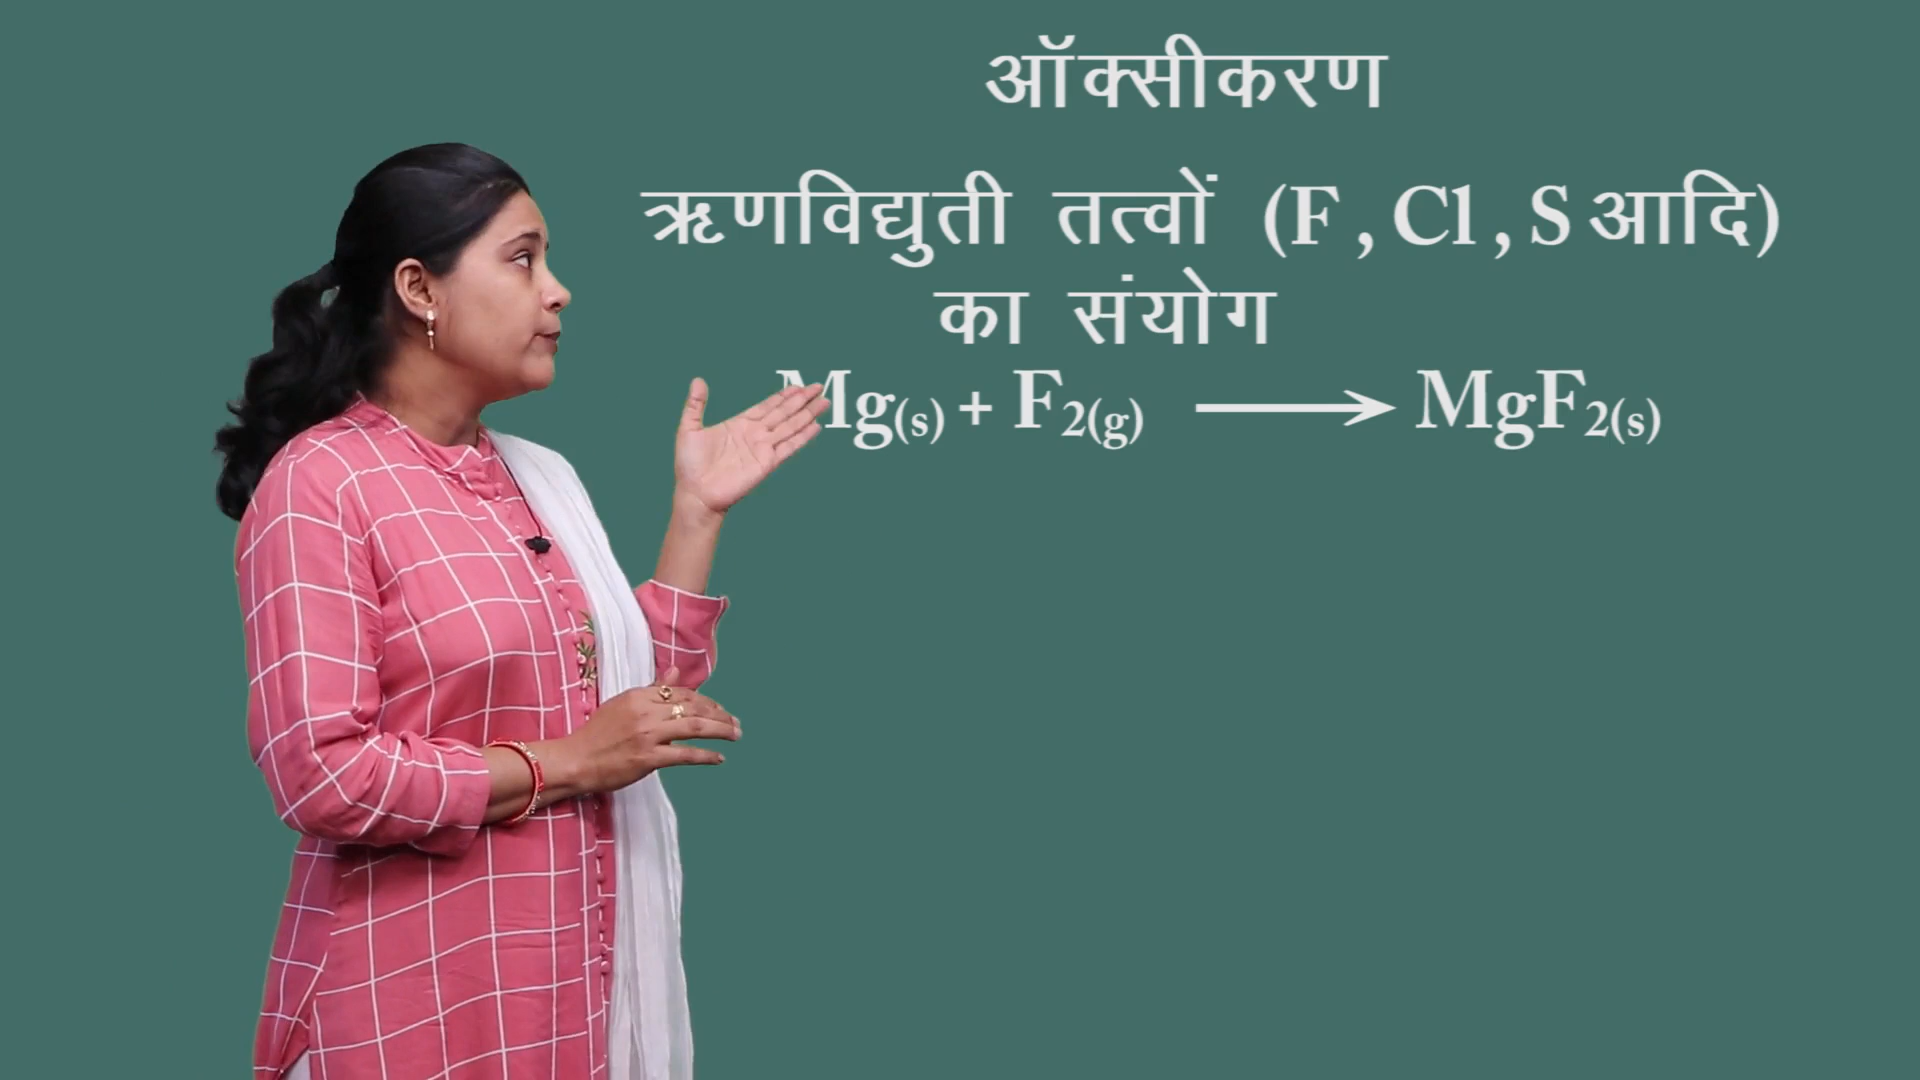 ऑक्सीकरण
ऋणविद्युती तत्वों (F , Cl , S आदि)
का संयोग
Mg(s) + F2(g) ⟶ MgF2(s)